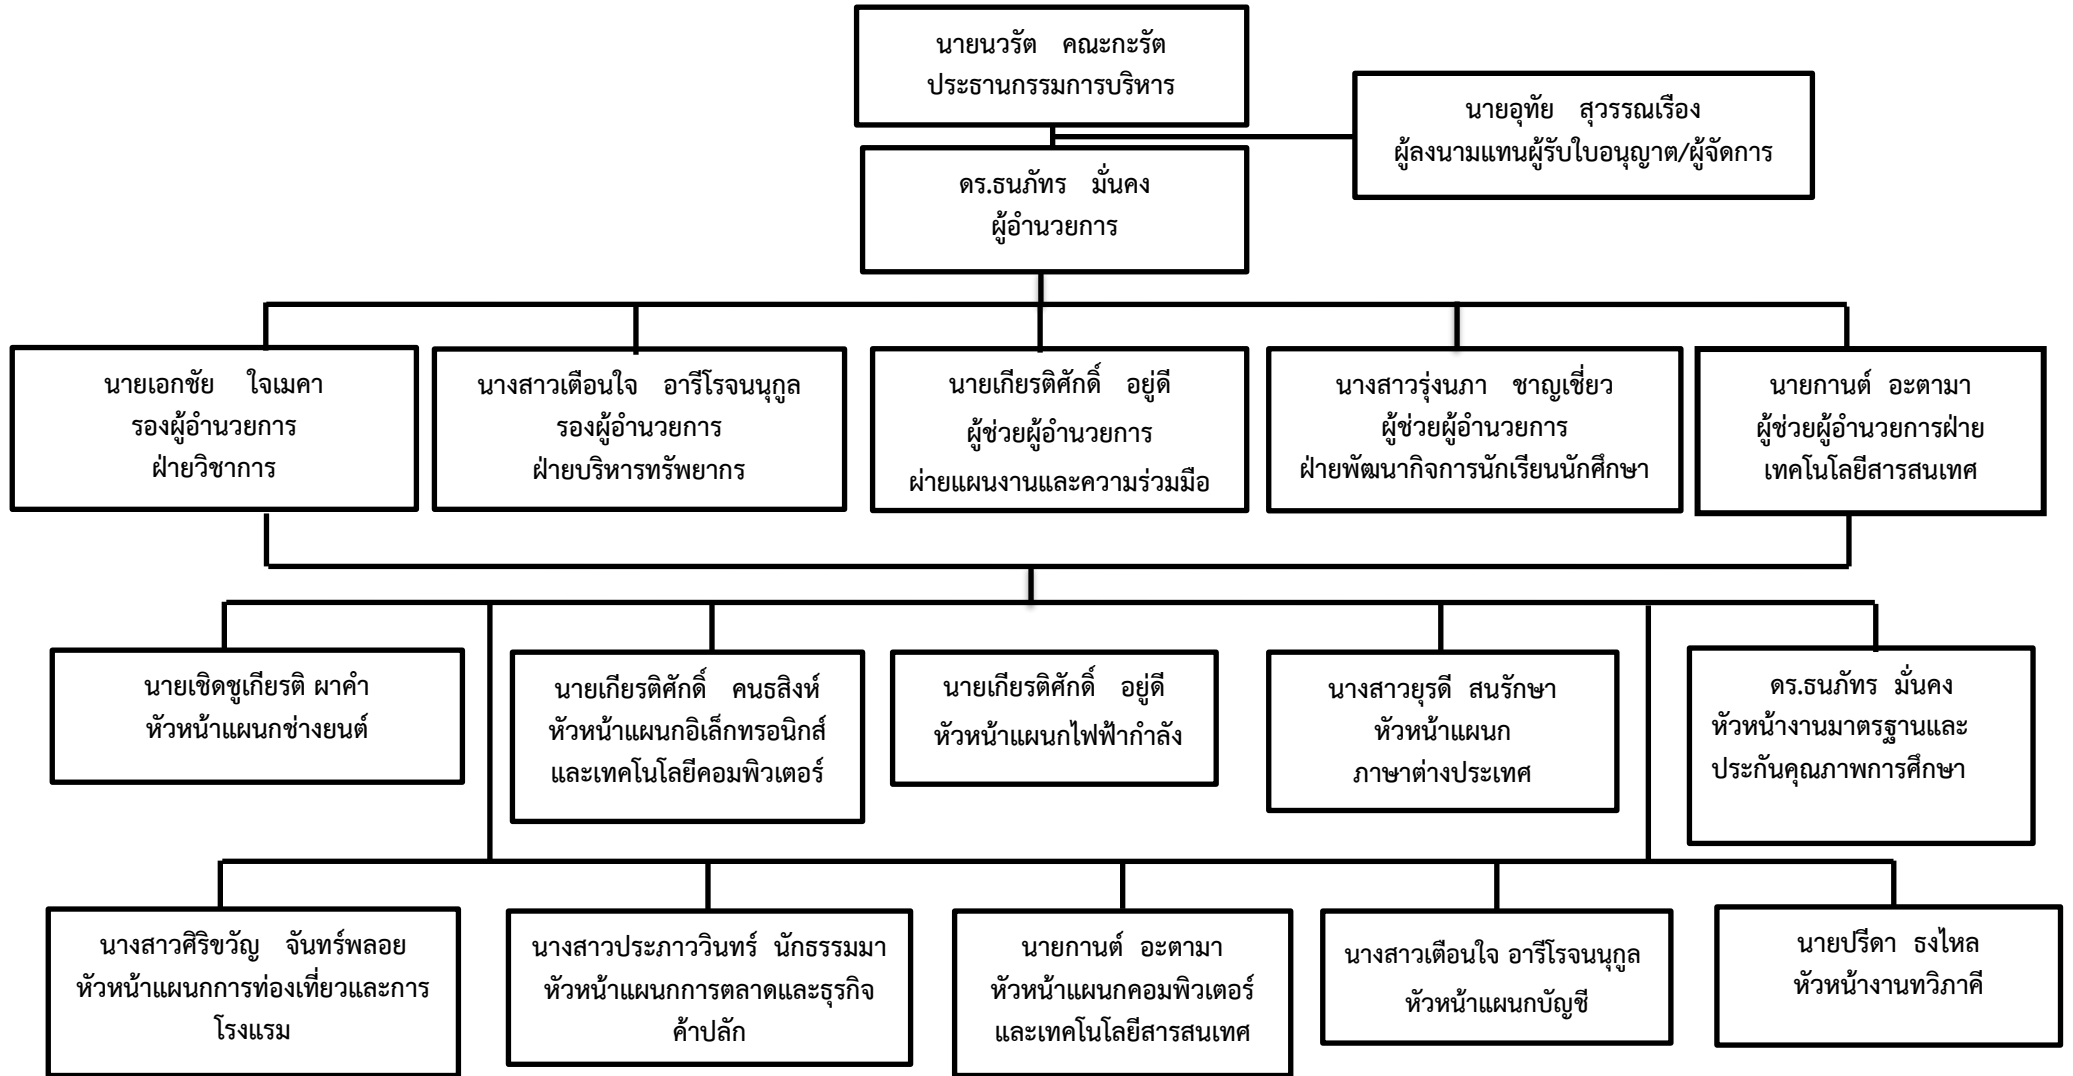 นายนวรัต คณะกะรัต
ประธานกรรมการบริหาร
นายอุทัย สุวรรณเรือง
ผู้ลงนามแทนผู้รับใบอนุญาต/ผู้จัดการ
ดร.ธนภัทร มั่นคง
ผู้อำนวยการ
นายเอกชัย ใจเมคา
รองผู้อำนวยการ
ฝ่ายวิชาการ
นางสาวเตือนใจ อารีโรจนนุกูล
รองผู้อำนวยการ
ฝ่ายบริหารทรัพยากร
นายเกียรติศักดิ์ อยู่ดี
ผู้ช่วยผู้อำนวยการ
ผ่ายแผนงานและความร่วมมือ
นางสาวรุ่งนภา ชาญเชี่ยว
ผู้ช่วยผู้อำนวยการ
ฝ่ายพัฒนากิจการนักเรียนนักศึกษา
นายกานต์ อะตามา
ผู้ช่วยผู้อำนวยการฝ่าย
เทคโนโลยีสารสนเทศ
นายเชิดชูเกียรติ ผาคำ
หัวหน้าแผนกช่างยนต์
นายเกียรติศักดิ์ คนธสิงห์
หัวหน้าแผนกอิเล็กทรอนิกส์
และเทคโนโลยีคอมพิวเตอร์
นายเกียรติศักดิ์ อยู่ดี
หัวหน้าแผนกไฟฟ้ากำลัง
นางสาวยุรดี สนรักษา
หัวหน้าแผนก
ภาษาต่างประเทศ
ดร.ธนภัทร มั่นคง
หัวหน้างานมาตรฐานและ
ประกันคุณภาพการศึกษา
นางสาวศิริขวัญ จันทร์พลอย
หัวหน้าแผนกการท่องเที่ยวและการ
โรงแรม
นางสาวประภาววินทร์ นักธรรมมา
หัวหน้าแผนกการตลาดและธุรกิจ
ค้าปลัก
นายกานต์ อะตามา
หัวหน้าแผนกคอมพิวเตอร์
และเทคโนโลยีสารสนเทศ
นางสาวเตือนใจ อารีโรจนนุกูล
หัวหน้าแผนกบัญชี
นายปรีดา ธงไหล
หัวหน้างานทวิภาคี